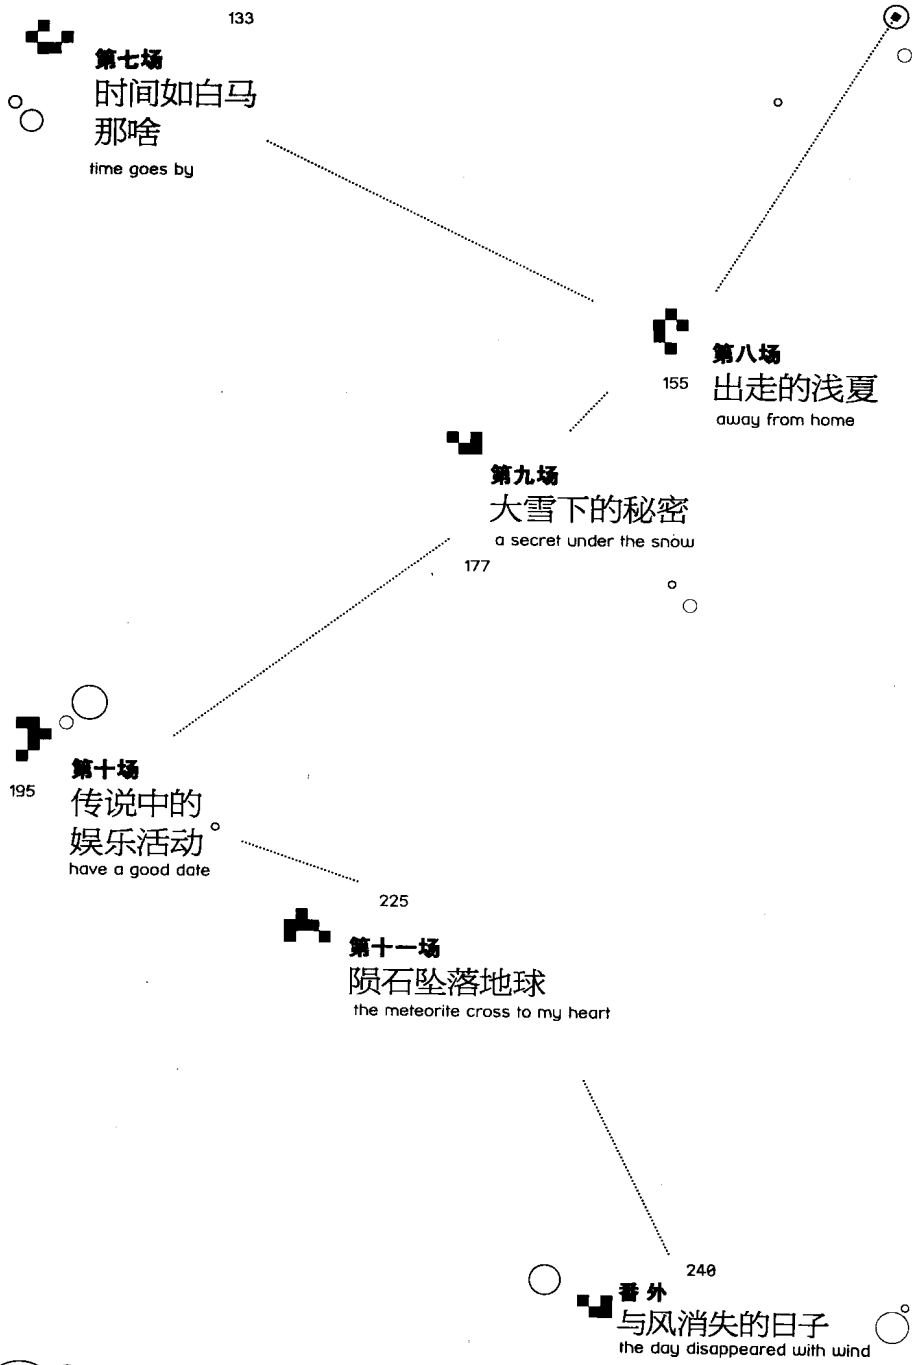 133
第七场
时间如白马
那啥
time goes by
第八场
155
出走的浅夏
away from home
第九场
大雪下的秘密
a secret under the snow
177
第十场
195
传说中的
娱乐活动
have a good date
225
第十一场
陨石坠落地球
the meteorite cross to my heart
240
番外
与风消失的日子
the day disappeared with wind